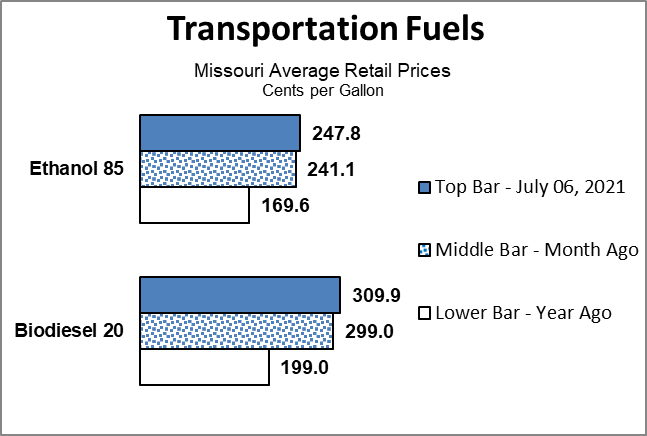 Transportation Fuels
Missouri Average Retail Prices
Cents per Gallon
Ethanol 85
247.8
241.1
169.6
Biodiesel 20
309.9
299.0
199.0
Top Bar - July 06, 2021
Middle Bar - Month Ago
Lower Bar - Year Ago